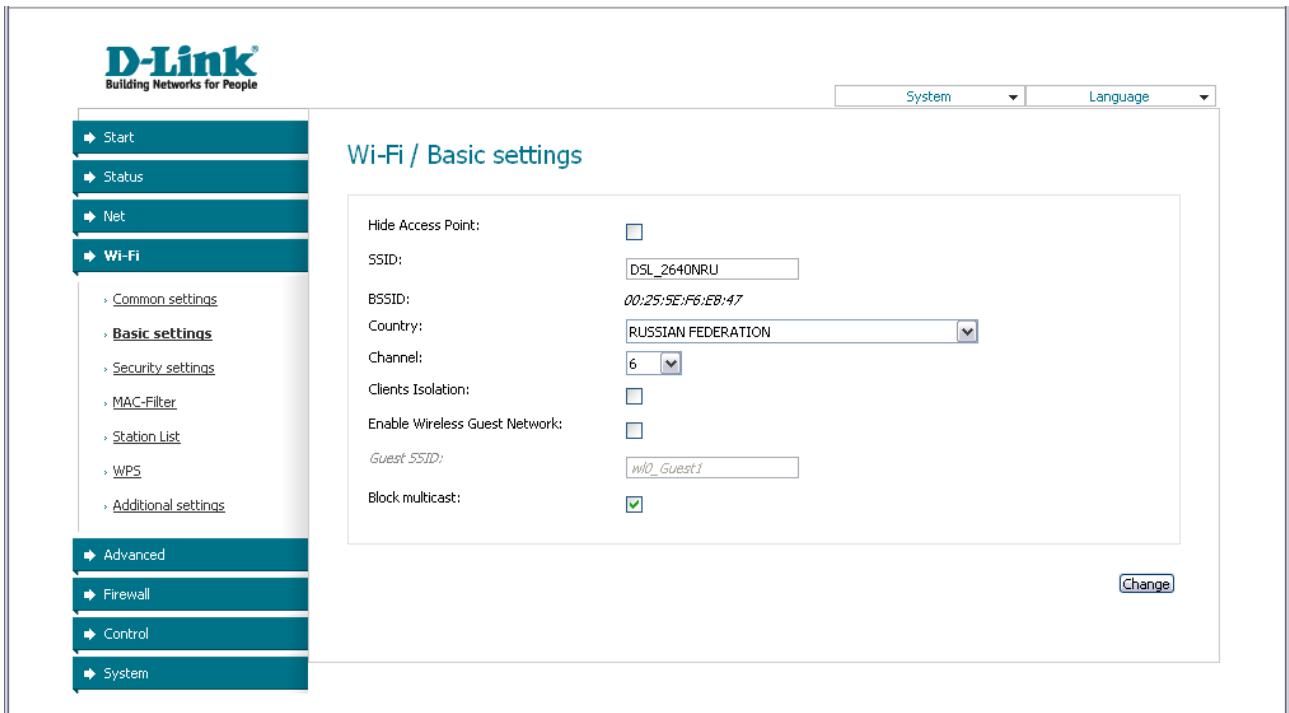 D-Link®
Building Networks for People
System Language
Start
Status
Net
Wi-Fi
Common settings
Basic settings
Security settings
MAC-Filter
Station List
WPS
Additional settings
Advanced
Firewall
Control
System
Wi-Fi / Basic settings
Hide Access Point:
SSID: DSL_2640NRU
BSSID: 00:25:5E:F6:EB:47
Country: RUSSIAN FEDERATION
Channel: 6
Clients Isolation:
Enable Wireless Guest Network:
Guest SSID: wl0_Guest1
Block multicast:
Change